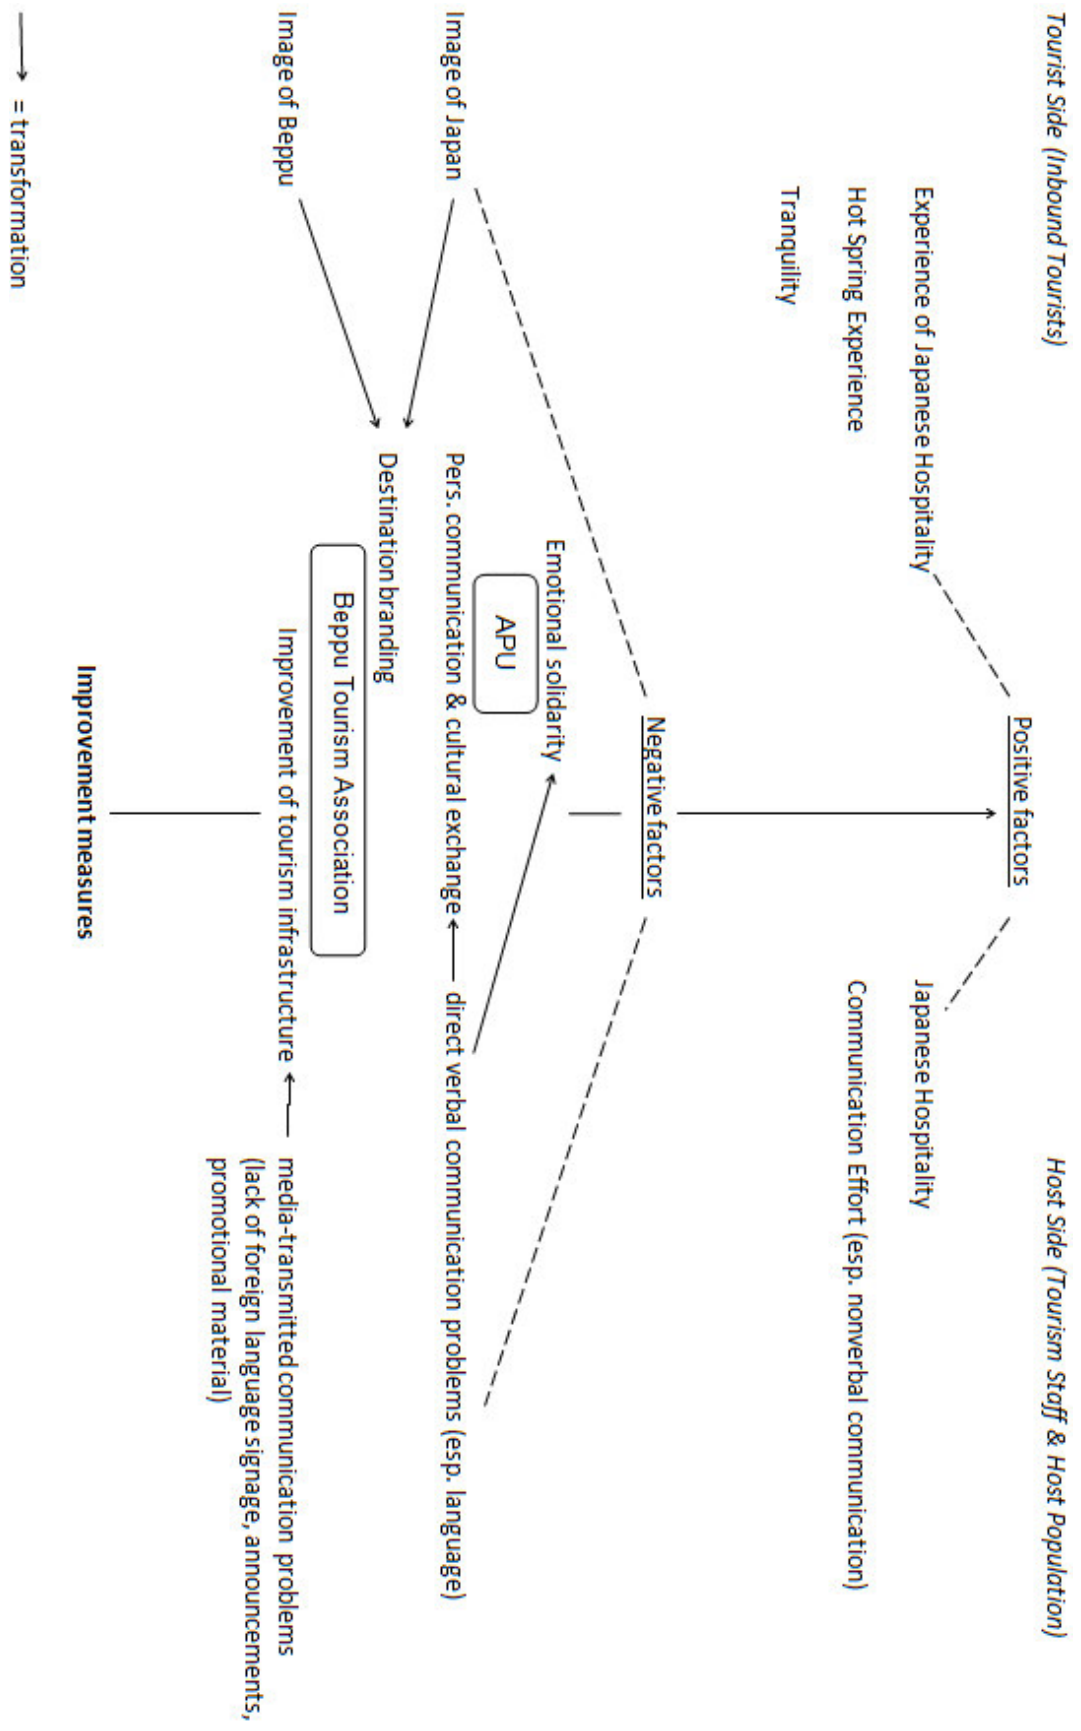 Tourist Side (Inbound Tourists)
Host Side (Tourism Staff & Host Population)
Positive factors
Experience of Japanese Hospitality
Japanese Hospitality
Hot Spring Experience
Communication Effort (esp. nonverbal communication)
Tranquility
Negative factors
Emotional solidarity
APU
Image of Japan
Pers. communication & cultural exchange
direct verbal communication problems (esp. language)
Destination branding
Beppu Tourism Association
Image of Beppu
Improvement of tourism infrastructure
media-transmitted communication problems
(lack of foreign language signage, announcements,
promotional material)
Improvement measures
= transformation